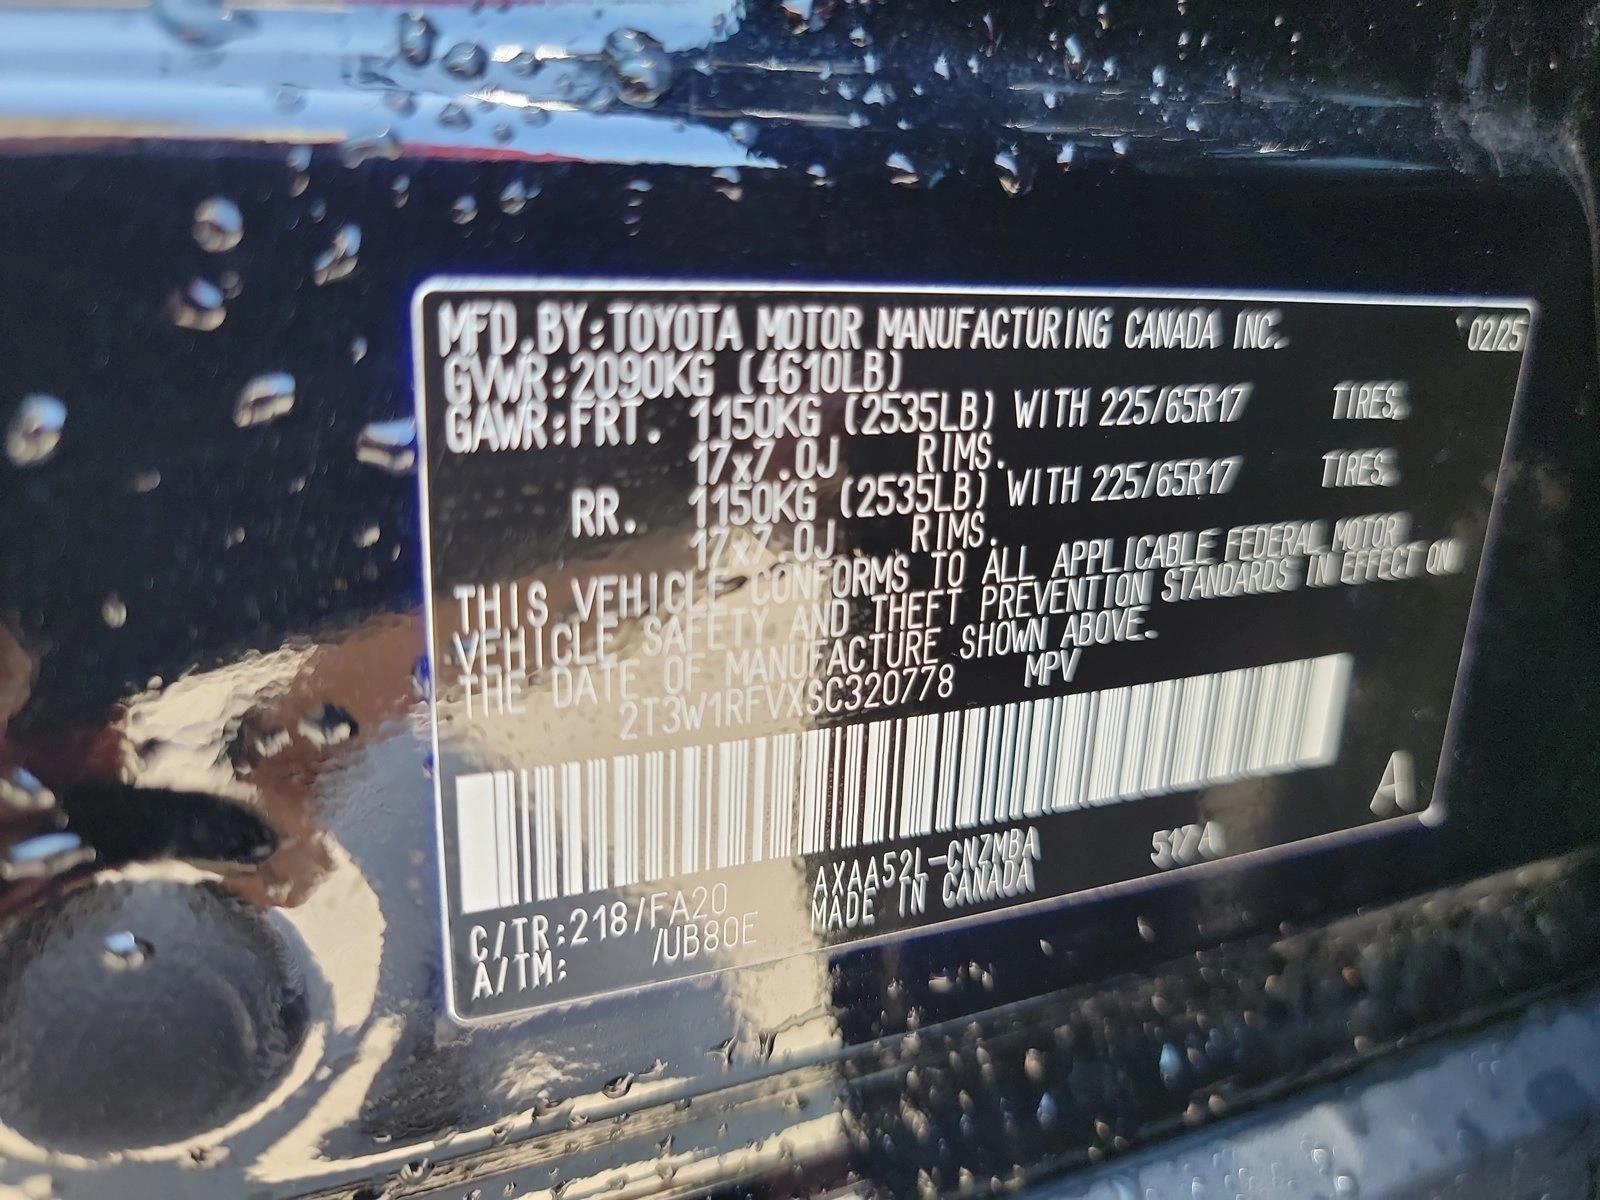 MFD.BY:TOYOTA MOTOR MANUFACTURING CANADA INC. 02/25
GVWR:2090KG (4610LB)
GAWR:FRT. 1150KG (2535LB) WITH 225/65R17 TIRES.
17x7.0J RIMS.
RR. 1150KG (2535LB) WITH 225/65R17 TIRES.
17x7.0J RIMS.
THIS VEHICLE CONFORMS TO ALL APPLICABLE FEDERAL MOTOR
VEHICLE SAFETY AND THEFT PREVENTION STANDARDS IN EFFECT ON
THE DATE OF MANUFACTURE SHOWN ABOVE.
2T3W1RFVXSC320778 MPV
A
C/TR:218/FA20 AXAA52L-CNZMBA 517A
A/TM: /UB80E MADE IN CANADA